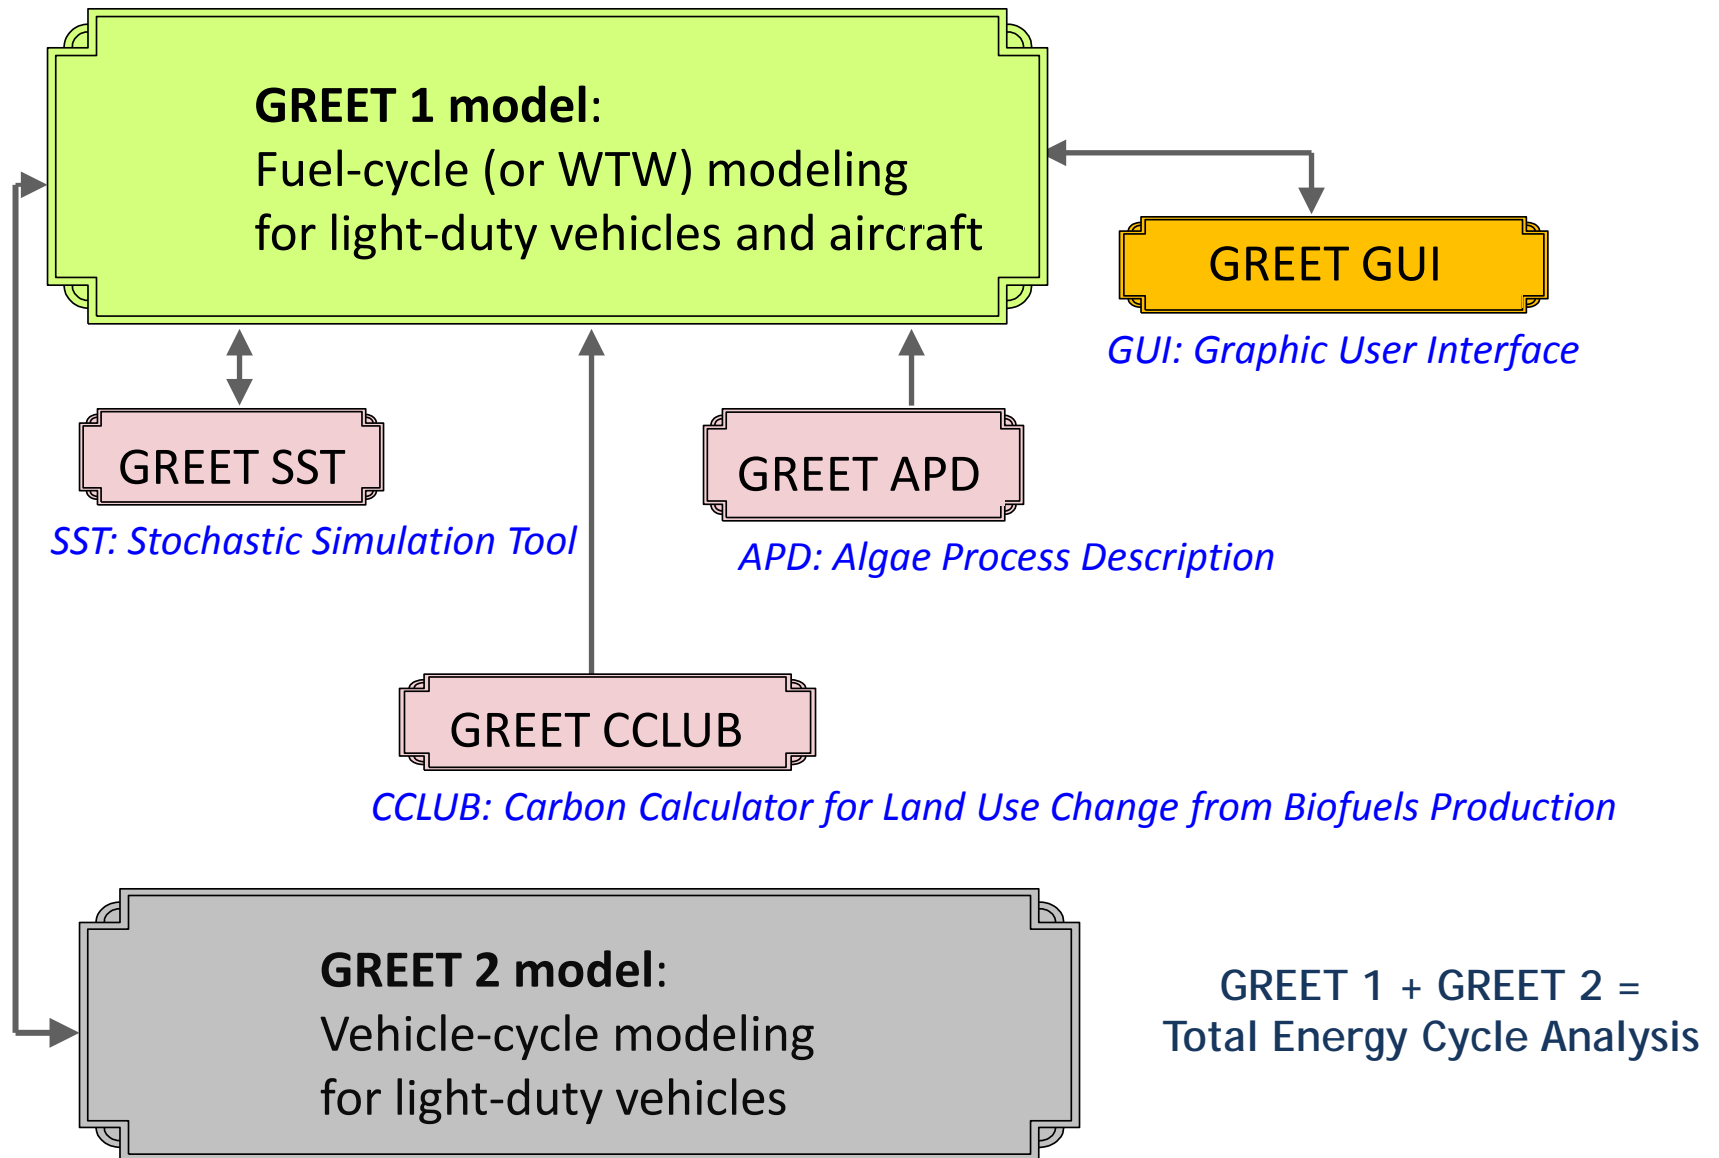 GREET 1 model:
Fuel-cycle (or WTW) modeling
for light-duty vehicles and aircraft
GREET GUI
GUI: Graphic User Interface
GREET SST
SST: Stochastic Simulation Tool
GREET APD
APD: Algae Process Description
GREET CCLUB
CCLUB: Carbon Calculator for Land Use Change from Biofuels Production
GREET 2 model:
Vehicle-cycle modeling
for light-duty vehicles
GREET 1 + GREET 2 =
Total Energy Cycle Analysis